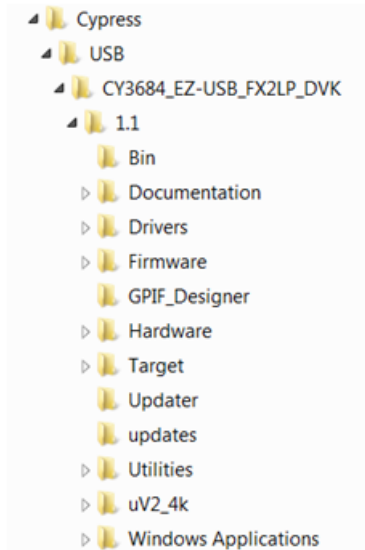 Cypress
USB
CY3684_EZ-USB_FX2LP_DVK
1.1
Bin
Documentation
Drivers
Firmware
GPIF_Designer
Hardware
Target
Updater
updates
Utilities
uV2_4k
Windows Applications